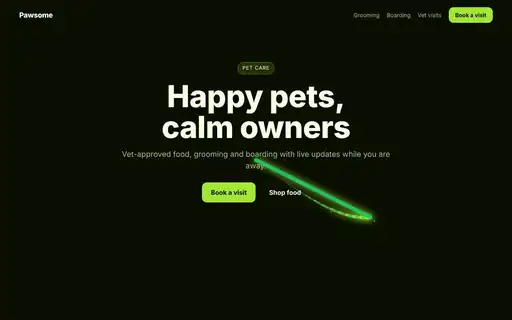 Pawsome
Grooming Boarding Vet visits Book a visit
PET CARE
Happy pets,
calm owners
Vet-approved food, grooming and boarding with live updates while you are
away.
Book a visit Shop food